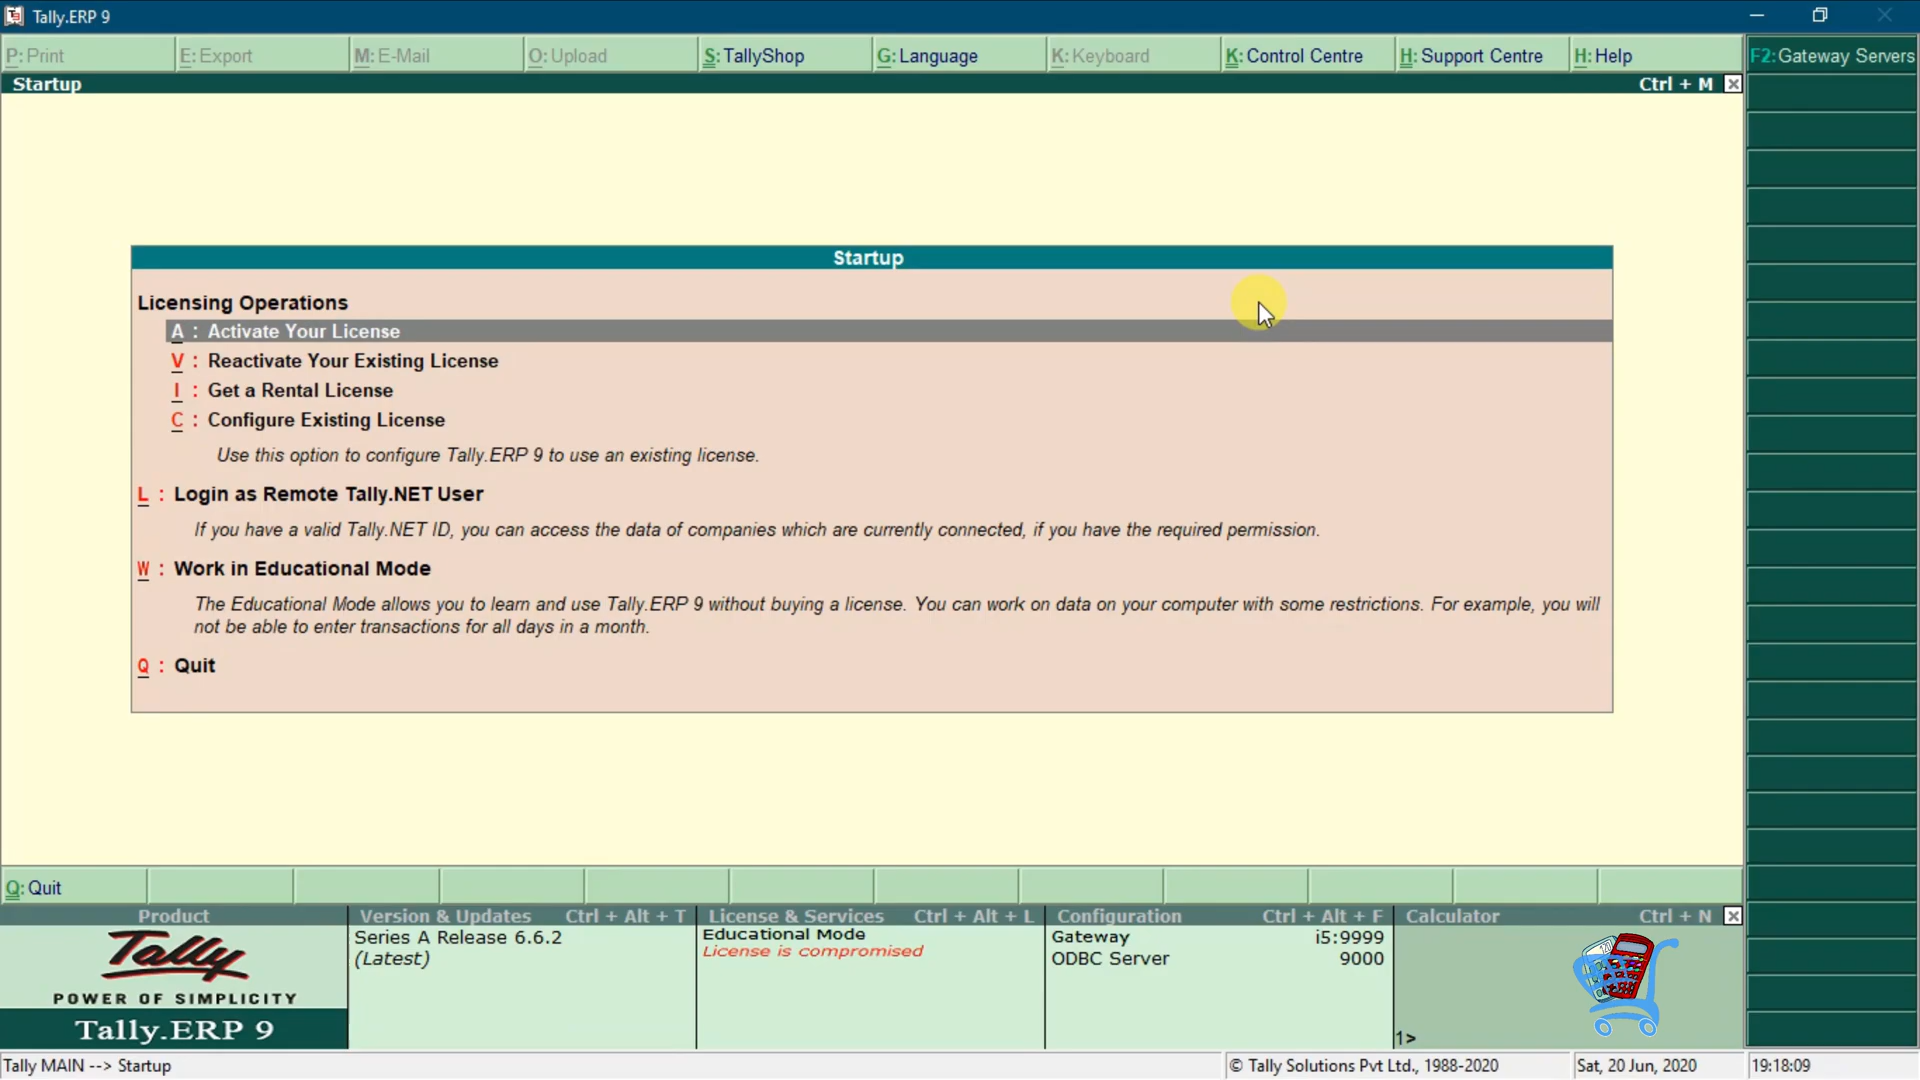 Tally.ERP 9
P: Print E: Export M: E-Mail O: Upload S: TallyShop G: Language K: Keyboard K: Control Centre H: Support Centre H: Help F2: Gateway Servers
Startup Ctrl + M
Startup
Licensing Operations
A : Activate Your License
V : Reactivate Your Existing License
I : Get a Rental License
C : Configure Existing License
Use this option to configure Tally.ERP 9 to use an existing license.
L : Login as Remote Tally.NET User
If you have a valid Tally.NET ID, you can access the data of companies which are currently connected, if you have the required permission.
W : Work in Educational Mode
The Educational Mode allows you to learn and use Tally.ERP 9 without buying a license. You can work on data on your computer with some restrictions. For example, you will
not be able to enter transactions for all days in a month.
Q : Quit
Q: Quit
Product Version & Updates Ctrl + Alt + T License & Services Ctrl + Alt + L Configuration Ctrl + Alt + F Calculator Ctrl + N
Tally
POWER OF SIMPLICITY
Tally.ERP 9
Series A Release 6.6.2
(Latest)
Educational Mode
License is compromised
Gateway i5:9999
ODBC Server 9000
1>
Tally MAIN --> Startup © Tally Solutions Pvt Ltd., 1988-2020 Sat, 20 Jun, 2020 19:18:09